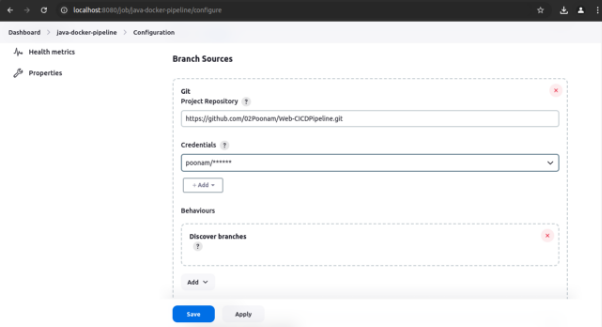 localhost:8080/job/java-docker-pipeline/configure
Dashboard > java-docker-pipeline > Configuration
Health metrics
Properties
Branch Sources
Git
Project Repository ?
https://github.com/02Poonam/Web-CICDPipeline.git
Credentials ?
poonam/******
+ Add
Behaviours
Discover branches
?
Add
Save
Apply